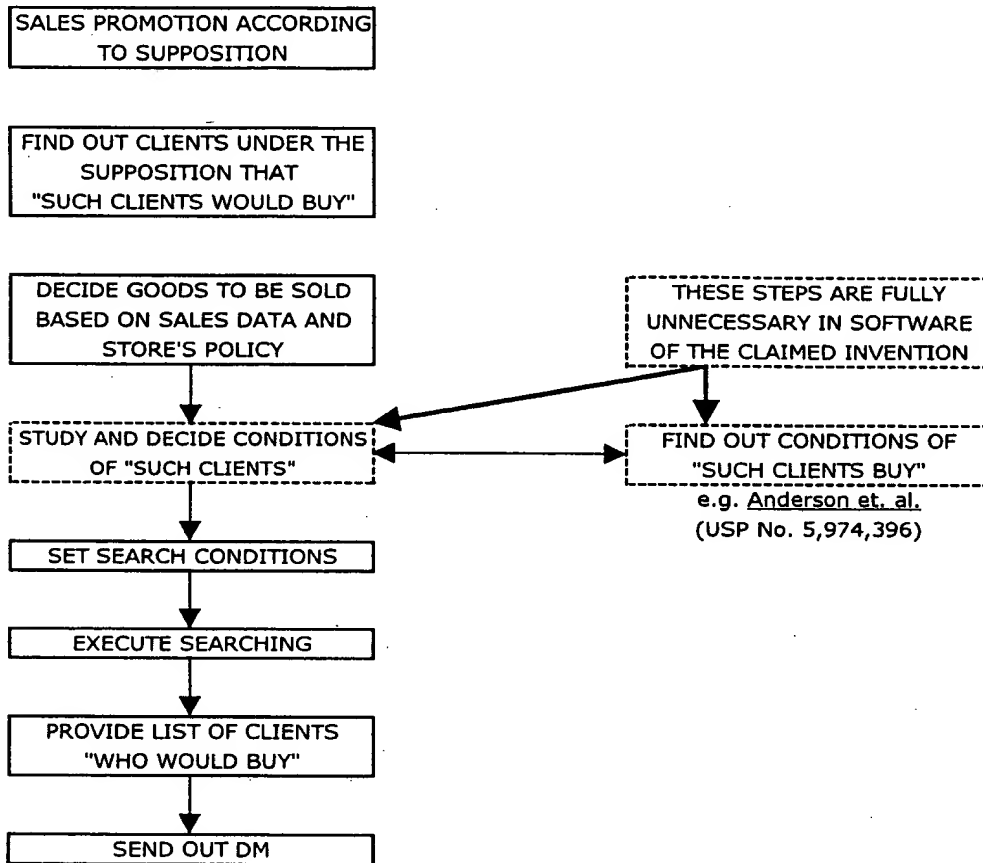 SALES PROMOTION ACCORDING
TO SUPPOSITION
FIND OUT CLIENTS UNDER THE
SUPPOSITION THAT
"SUCH CLIENTS WOULD BUY"
DECIDE GOODS TO BE SOLD
BASED ON SALES DATA AND
STORE'S POLICY
THESE STEPS ARE FULLY
UNNECESSARY IN SOFTWARE
OF THE CLAIMED INVENTION
STUDY AND DECIDE CONDITIONS
OF "SUCH CLIENTS"
FIND OUT CONDITIONS OF
"SUCH CLIENTS BUY"
e.g. Anderson et. al.
(USP No. 5,974,396)
SET SEARCH CONDITIONS
EXECUTE SEARCHING
PROVIDE LIST OF CLIENTS
"WHO WOULD BUY"
SEND OUT DM